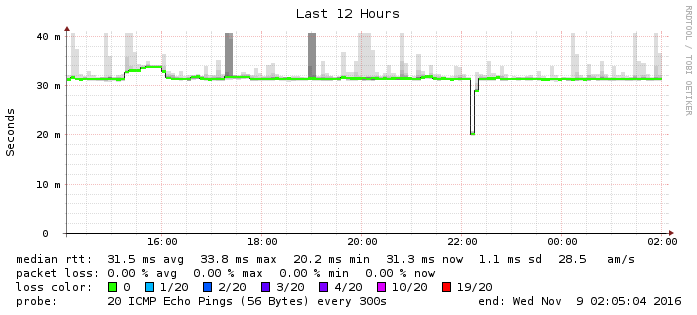 Last 12 Hours
RRDTOOL / TOBI OETIKER
Seconds
40 m
30 m
20 m
10 m
0
16:00 18:00 20:00 22:00 00:00 02:00
median rtt: 31.5 ms avg 33.8 ms max 20.2 ms min 31.3 ms now 1.1 ms sd 28.5 am/s
packet loss: 0.00 % avg 0.00 % max 0.00 % min 0.00 % now
loss color: 0 1/20 2/20 3/20 4/20 10/20 19/20
probe: 20 ICMP Echo Pings (56 Bytes) every 300s end: Wed Nov 9 02:05:04 2016